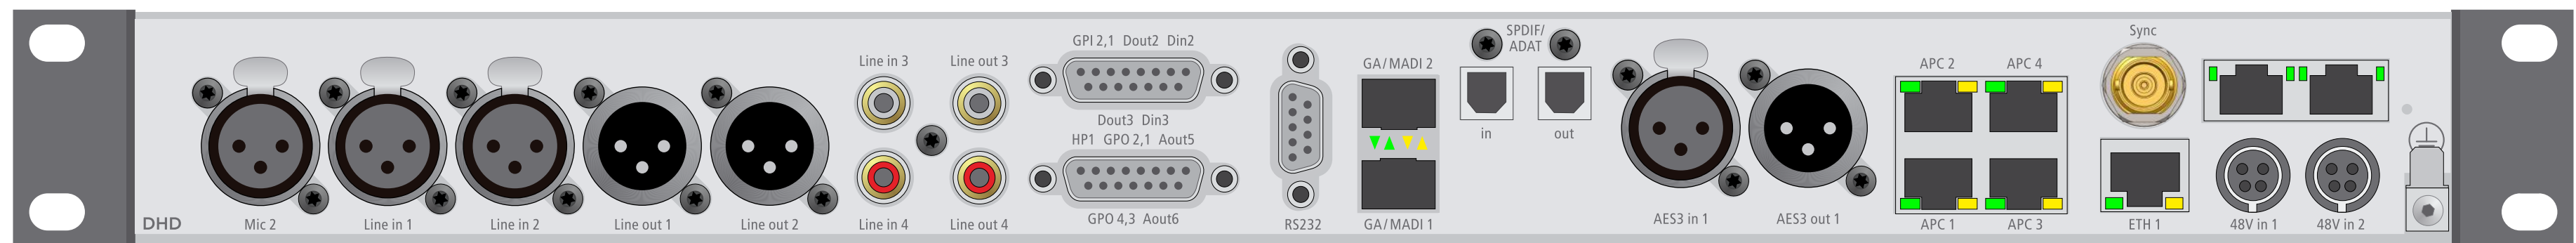 GPI 2,1 Dout2 Din2
SPDIF/
ADAT
Sync
Line in 3
Line out 3
GA/MADI 2
APC 2
APC 4
Dout3 Din3
HP1 GPO 2,1 Aout5
in
out
DHD
Mic 2
Line in 1
Line in 2
Line out 1
Line out 2
Line in 4
Line out 4
GPO 4,3 Aout6
RS232
GA/MADI 1
AES3 in 1
AES3 out 1
APC 1
APC 3
ETH 1
48V in 1
48V in 2